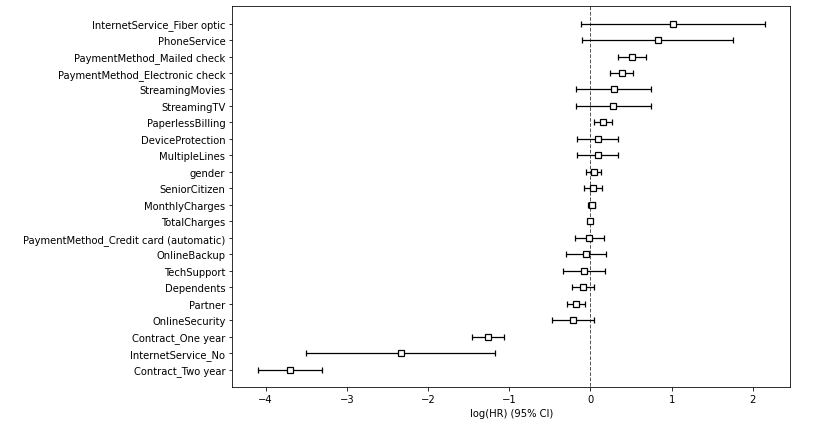 InternetService_Fiber optic
PhoneService
PaymentMethod_Mailed check
PaymentMethod_Electronic check
StreamingMovies
StreamingTV
PaperlessBilling
DeviceProtection
MultipleLines
gender
SeniorCitizen
MonthlyCharges
TotalCharges
PaymentMethod_Credit card (automatic)
OnlineBackup
TechSupport
Dependents
Partner
OnlineSecurity
Contract_One year
InternetService_No
Contract_Two year
−4 −3 −2 −1 0 1 2
log(HR) (95% CI)